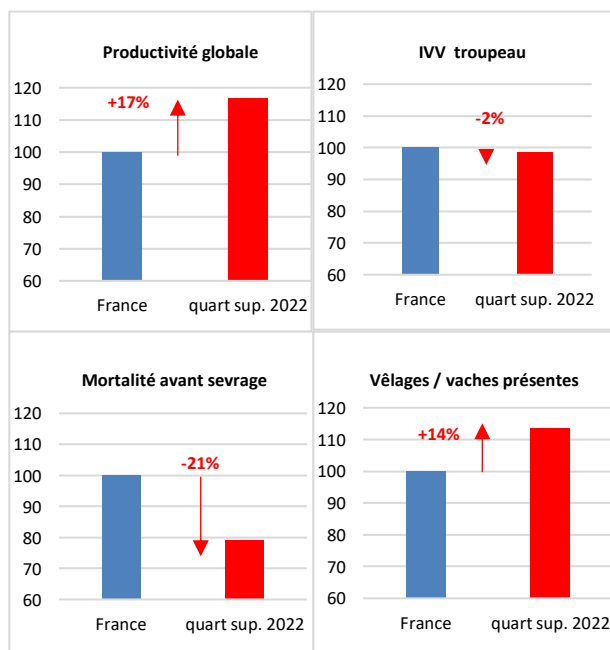 Productivité globale
120
110
100
90
80
70
60
+17%
France
quart sup. 2022
IVV troupeau
120
110
100
90
80
70
60
-2%
France
quart sup. 2022
Mortalité avant sevrage
120
110
100
90
80
70
60
-21%
France
quart sup. 2022
Vêlages / vaches présentes
120
110
100
90
80
70
60
+14%
France
quart sup. 2022